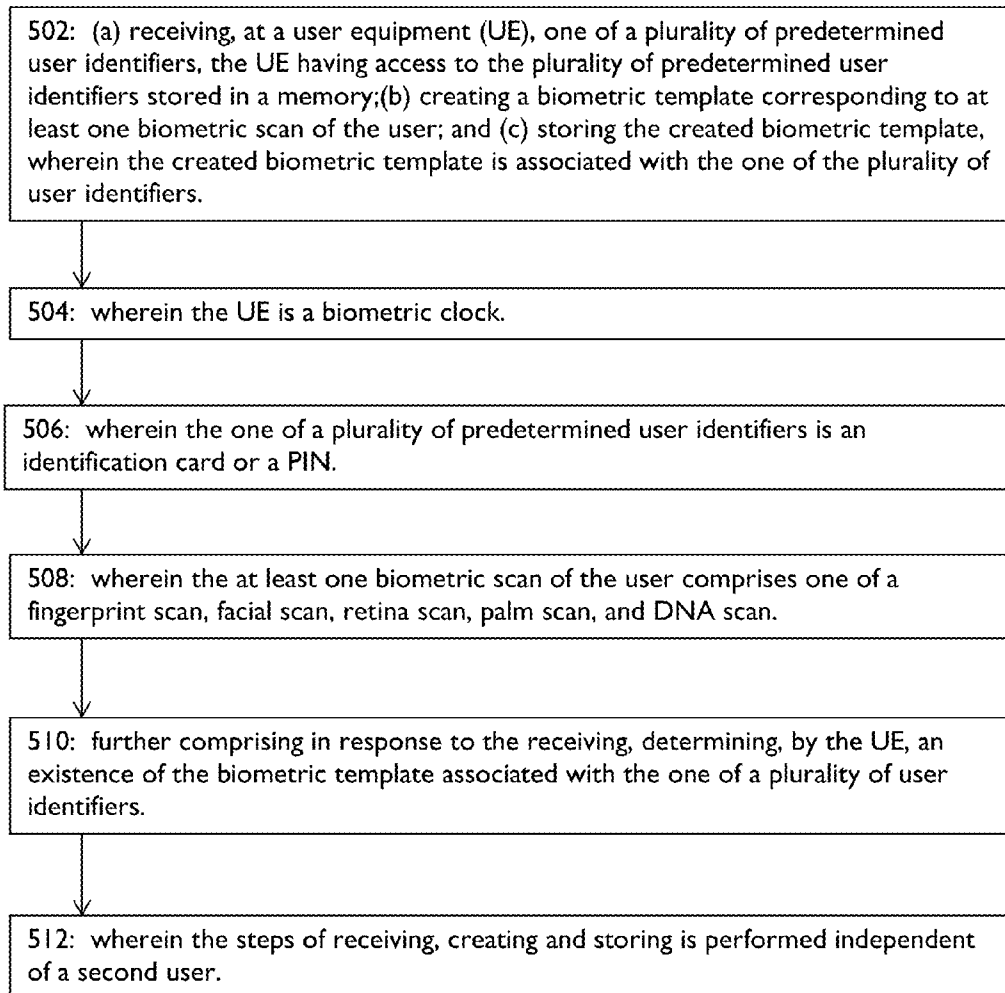 502: (a) receiving, at a user equipment (UE), one of a plurality of predetermined
user identifiers, the UE having access to the plurality of predetermined user
identifiers stored in a memory;(b) creating a biometric template corresponding to at
least one biometric scan of the user; and (c) storing the created biometric template,
wherein the created biometric template is associated with the one of the plurality of
user identifiers.
504: wherein the UE is a biometric clock.
506: wherein the one of a plurality of predetermined user identifiers is an
identification card or a PIN.
508: wherein the at least one biometric scan of the user comprises one of a
fingerprint scan, facial scan, retina scan, palm scan, and DNA scan.
510: further comprising in response to the receiving, determining, by the UE, an
existence of the biometric template associated with the one of a plurality of user
identifiers.
512: wherein the steps of receiving, creating and storing is performed independent
of a second user.